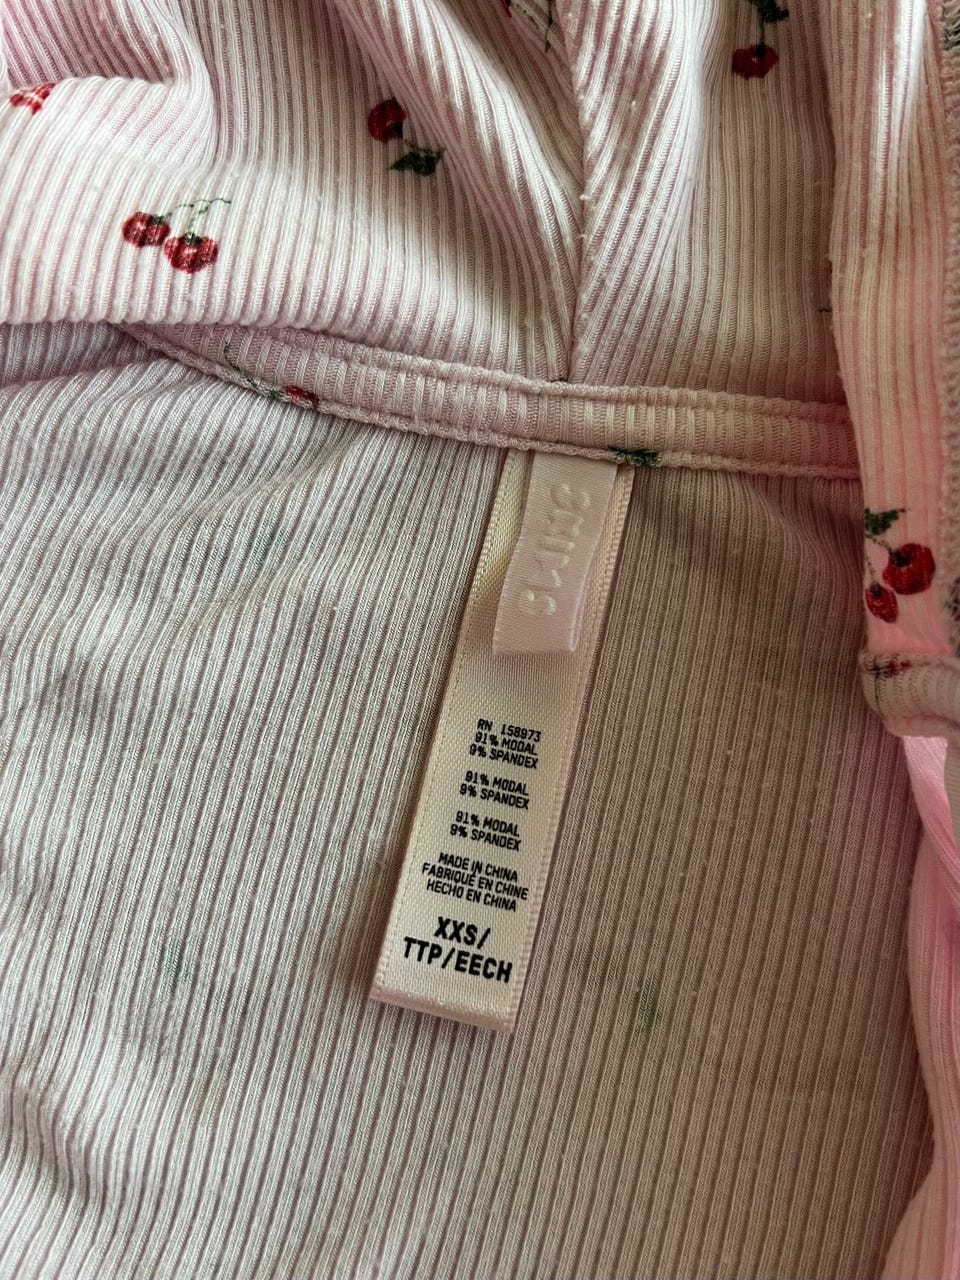 SKIMS
RN 158973
91% MODAL
9% SPANDEX
91% MODAL
9% SPANDEX
91% MODAL
9% SPANDEX
MADE IN CHINA
FABRIQUÉ EN CHINE
HECHO EN CHINA
XXS/
TTP/EECH